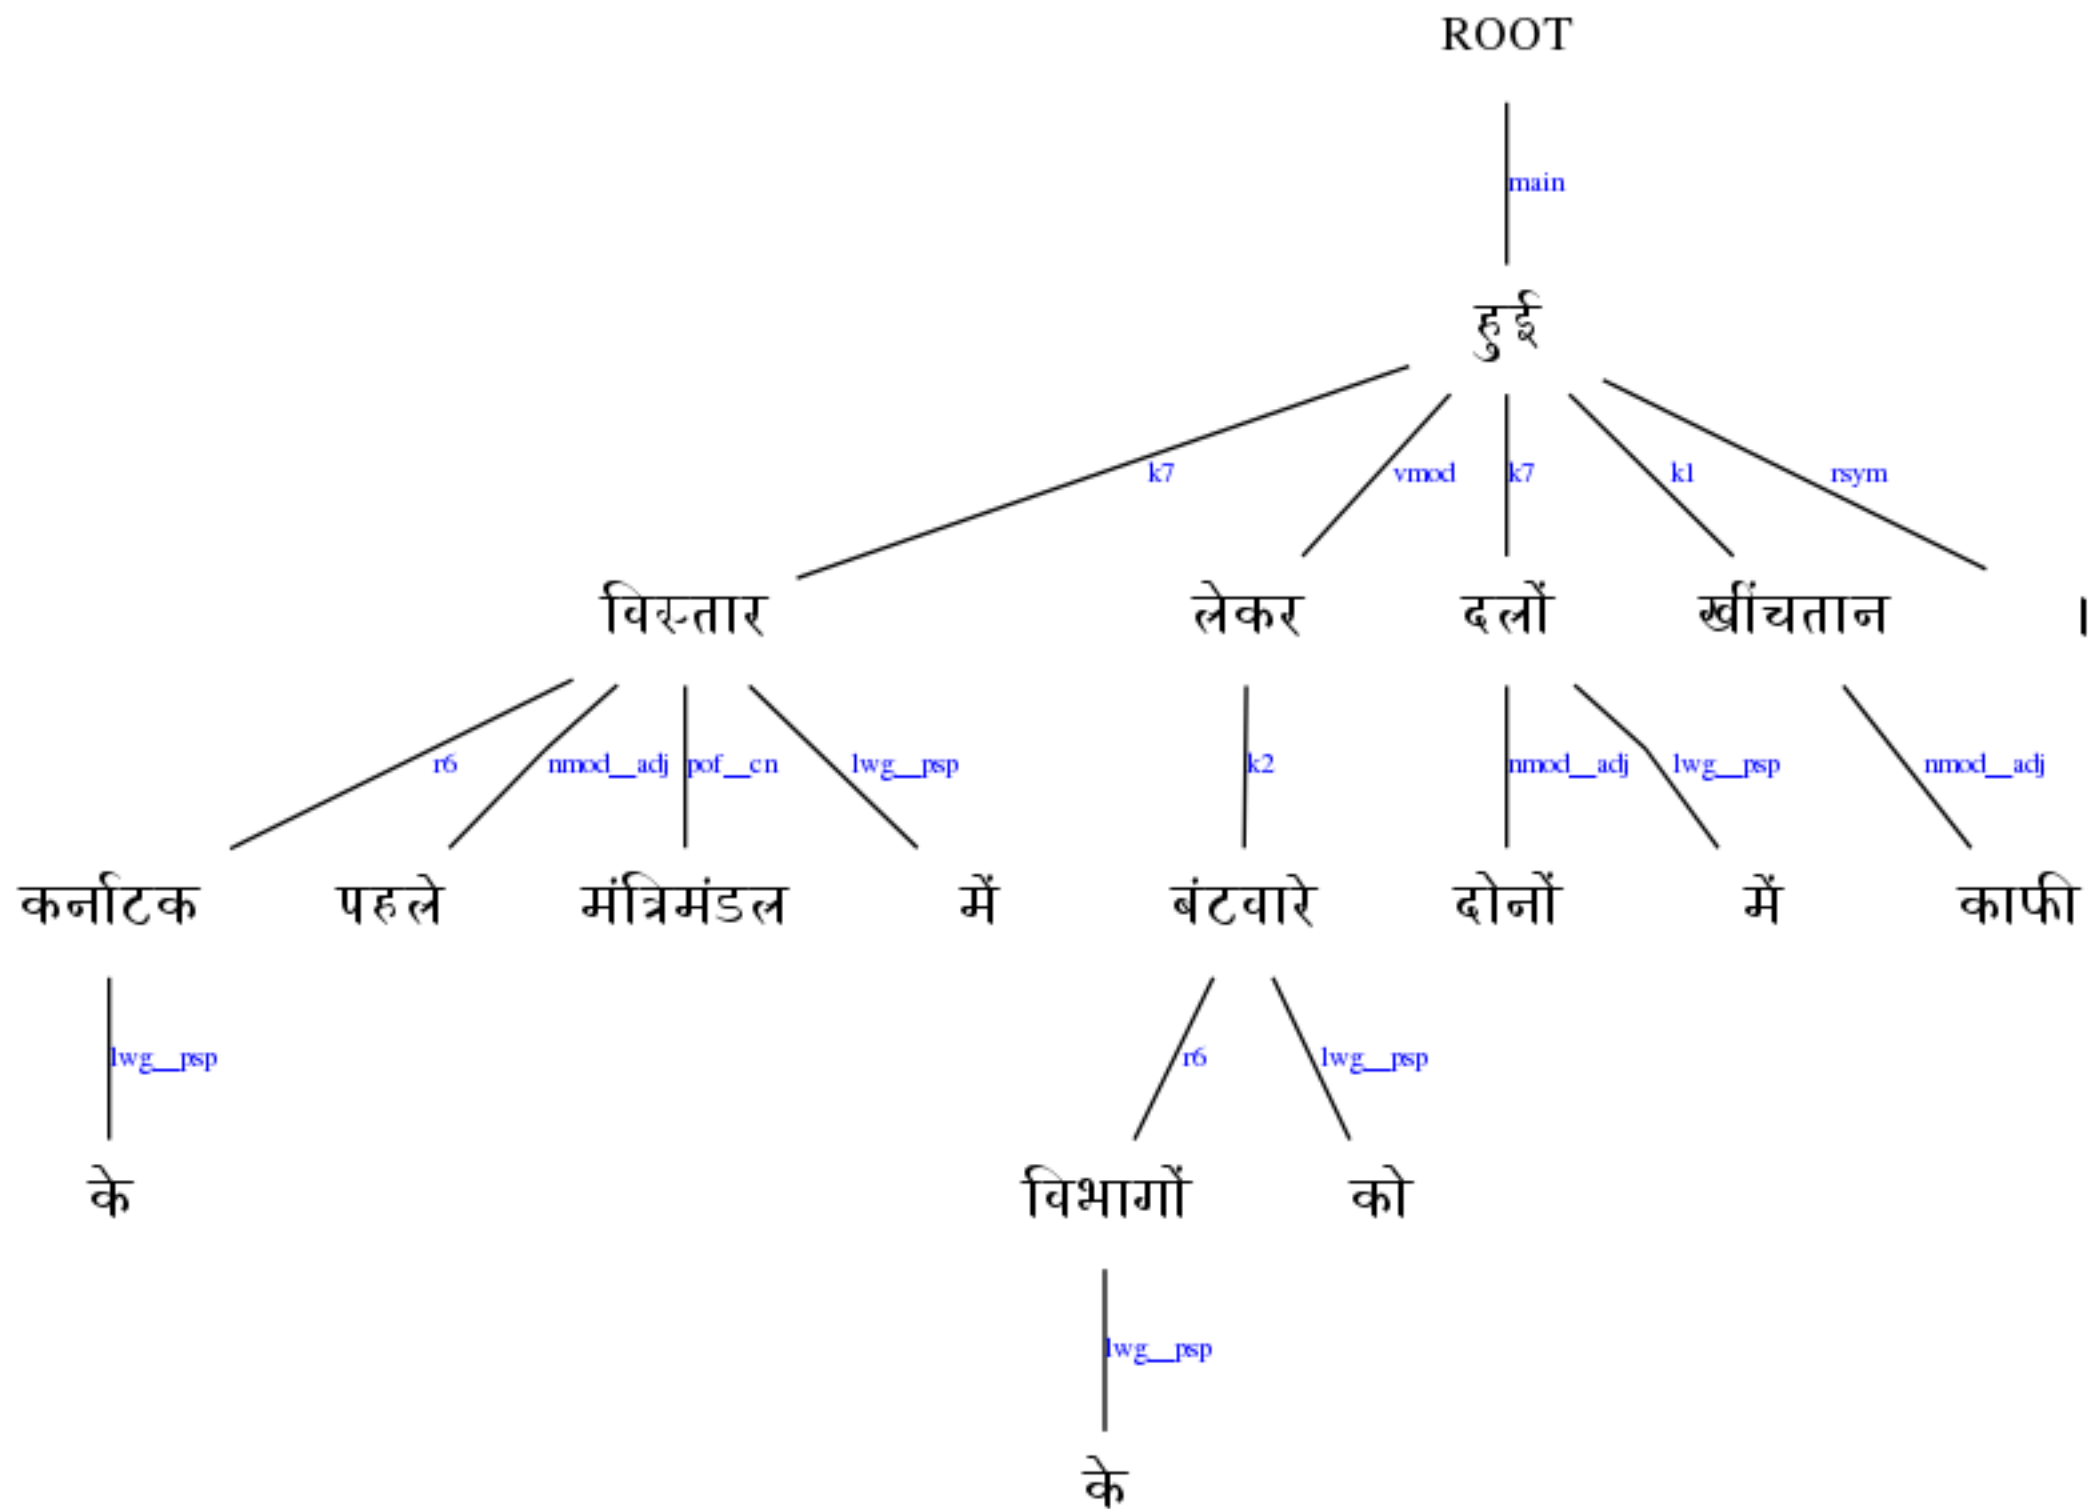 ROOT
main
हुई
k7 vmod k7 k1 rsym
विस्तार लेकर दलों खींचतान ।
r6 nmod__adj pof__cn lwg__psp k2 nmod__adj lwg__psp nmod__adj
कर्नाटक पहले मंत्रिमंडल में बंटवारे दोनों में काफी
lwg__psp r6 lwg__psp
के विभागों को
lwg__psp
के